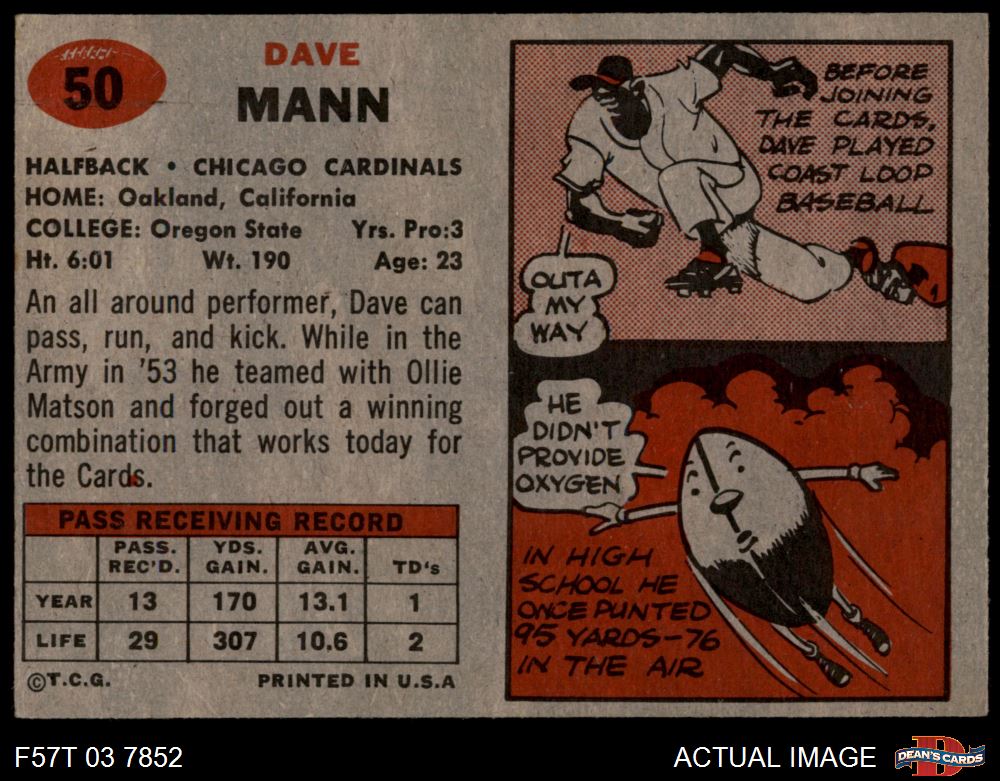 50
DAVE
MANN
HALFBACK • CHICAGO CARDINALS
HOME: Oakland, California
COLLEGE: Oregon State Yrs. Pro:3
Ht. 6:01 Wt. 190 Age: 23
An all around performer, Dave can
pass, run, and kick. While in the
Army in '53 he teamed with Ollie
Matson and forged out a winning
combination that works today for
the Cards.
PASS RECEIVING RECORD
PASS. REC'D. YDS. GAIN. AVG. GAIN. TD's
YEAR 13 170 13.1 1
LIFE 29 307 10.6 2
©T.C.G. PRINTED IN U.S.A
BEFORE
JOINING
THE CARDS,
DAVE PLAYED
COAST LOOP
BASEBALL
OUTA
MY
WAY
HE
DIDN'T
PROVIDE
OXYGEN
IN HIGH
SCHOOL HE
ONCE PUNTED
95 YARDS-76
IN THE AIR
F57T 03 7852
ACTUAL IMAGE
D
DEAN'S CARDS